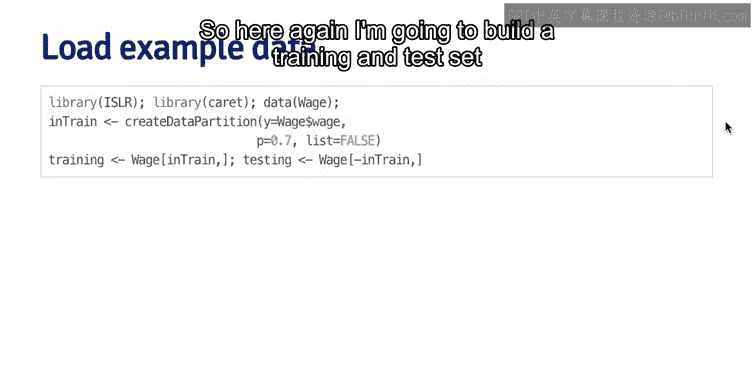 So here again I'm going to build a
training and test set
Load example data
library(ISLR); library(caret); data(Wage);
inTrain <- createDataPartition(y=Wage$wage,
p=0.7, list=FALSE)
training <- Wage[inTrain,]; testing <- Wage[-inTrain,]